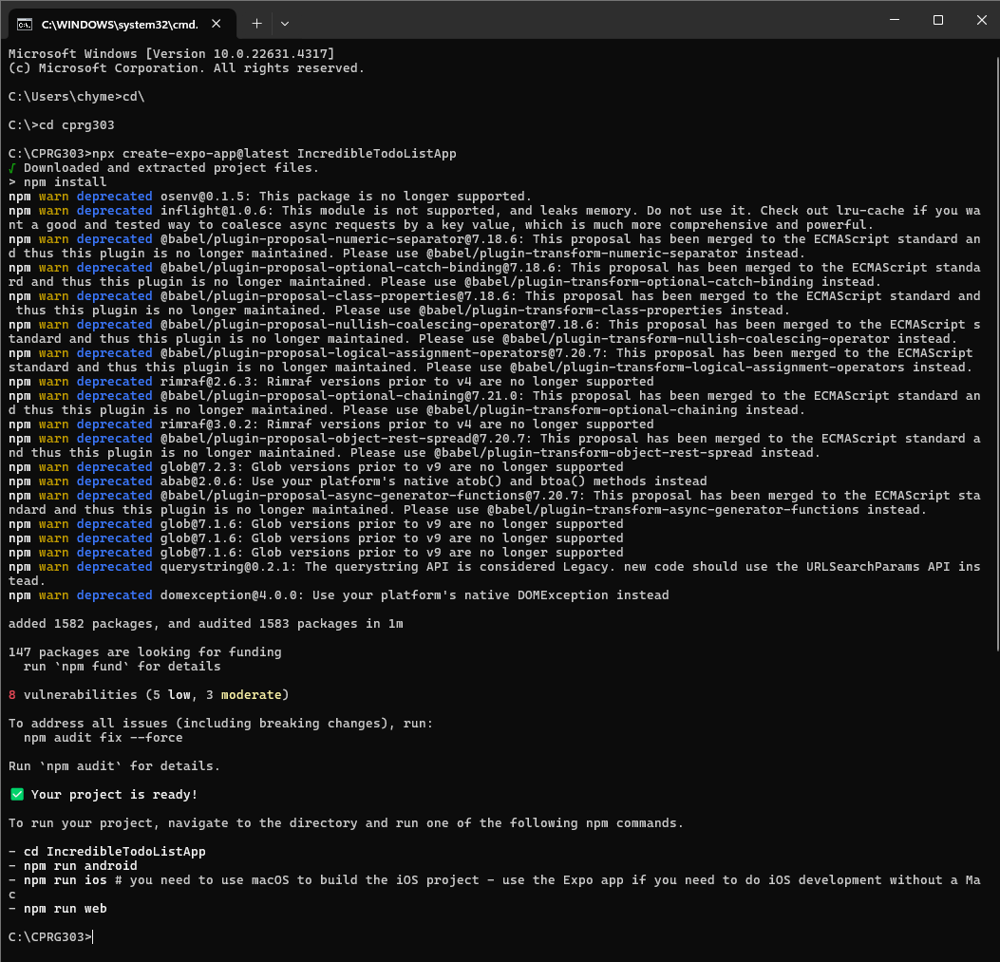 C:\WINDOWS\system32\cmd.
Microsoft Windows [Version 10.0.22631.4317]
(c) Microsoft Corporation. All rights reserved.
C:\Users\chyme>cd\
C:\>cd cprg303
C:\CPRG303>npx create-expo-app@latest IncredibleTodoListApp
√ Downloaded and extracted project files.
> npm install
npm warn deprecated osenv@0.1.5: This package is no longer supported.
npm warn deprecated inflight@1.0.6: This module is not supported, and leaks memory. Do not use it. Check out lru-cache if you wa
nt a good and tested way to coalesce async requests by a key value, which is much more comprehensive and powerful.
npm warn deprecated @babel/plugin-proposal-numeric-separator@7.18.6: This proposal has been merged to the ECMAScript standard an
d thus this plugin is no longer maintained. Please use @babel/plugin-transform-numeric-separator instead.
npm warn deprecated @babel/plugin-proposal-optional-catch-binding@7.18.6: This proposal has been merged to the ECMAScript standa
rd and thus this plugin is no longer maintained. Please use @babel/plugin-transform-optional-catch-binding instead.
npm warn deprecated @babel/plugin-proposal-class-properties@7.18.6: This proposal has been merged to the ECMAScript standard and
 thus this plugin is no longer maintained. Please use @babel/plugin-transform-class-properties instead.
npm warn deprecated @babel/plugin-proposal-nullish-coalescing-operator@7.18.6: This proposal has been merged to the ECMAScript s
tandard and thus this plugin is no longer maintained. Please use @babel/plugin-transform-nullish-coalescing-operator instead.
npm warn deprecated @babel/plugin-proposal-logical-assignment-operators@7.20.7: This proposal has been merged to the ECMAScript
standard and thus this plugin is no longer maintained. Please use @babel/plugin-transform-logical-assignment-operators instead.
npm warn deprecated rimraf@2.6.3: Rimraf versions prior to v4 are no longer supported
npm warn deprecated @babel/plugin-proposal-optional-chaining@7.21.0: This proposal has been merged to the ECMAScript standard an
d thus this plugin is no longer maintained. Please use @babel/plugin-transform-optional-chaining instead.
npm warn deprecated rimraf@3.0.2: Rimraf versions prior to v4 are no longer supported
npm warn deprecated @babel/plugin-proposal-object-rest-spread@7.20.7: This proposal has been merged to the ECMAScript standard a
nd thus this plugin is no longer maintained. Please use @babel/plugin-transform-object-rest-spread instead.
npm warn deprecated glob@7.2.3: Glob versions prior to v9 are no longer supported
npm warn deprecated abab@2.0.6: Use your platform's native atob() and btoa() methods instead
npm warn deprecated @babel/plugin-proposal-async-generator-functions@7.20.7: This proposal has been merged to the ECMAScript sta
ndard and thus this plugin is no longer maintained. Please use @babel/plugin-transform-async-generator-functions instead.
npm warn deprecated glob@7.1.6: Glob versions prior to v9 are no longer supported
npm warn deprecated glob@7.1.6: Glob versions prior to v9 are no longer supported
npm warn deprecated glob@7.1.6: Glob versions prior to v9 are no longer supported
npm warn deprecated querystring@0.2.1: The querystring API is considered Legacy. new code should use the URLSearchParams API ins
tead.
npm warn deprecated domexception@4.0.0: Use your platform's native DOMException instead
added 1582 packages, and audited 1583 packages in 1m
147 packages are looking for funding
  run `npm fund` for details
8 vulnerabilities (5 low, 3 moderate)
To address all issues (including breaking changes), run:
  npm audit fix --force
Run `npm audit` for details.
✅ Your project is ready!
To run your project, navigate to the directory and run one of the following npm commands.
- cd IncredibleTodoListApp
- npm run android
- npm run ios # you need to use macOS to build the iOS project - use the Expo app if you need to do iOS development without a Ma
c
- npm run web
C:\CPRG303>